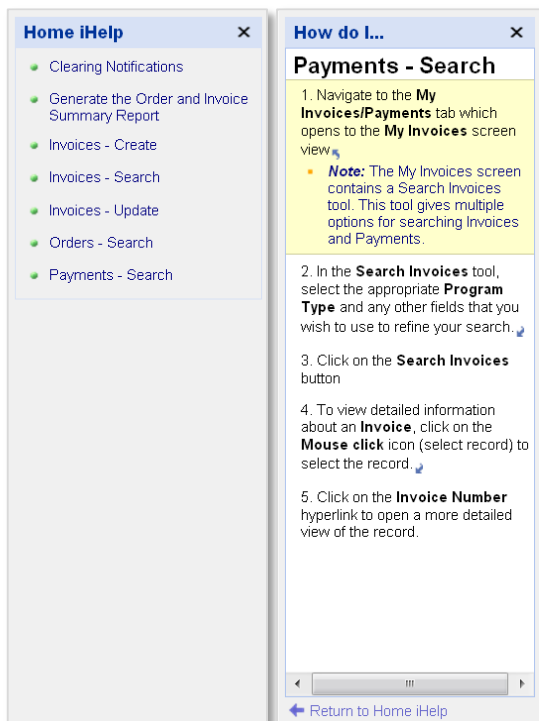 Home iHelp
Clearing Notifications
Generate the Order and Invoice
Summary Report
Invoices - Create
Invoices - Search
Invoices - Update
Orders - Search
Payments - Search
How do I...
Payments - Search
1. Navigate to the My
Invoices/Payments tab which
opens to the My Invoices screen
view
Note: The My Invoices screen
contains a Search Invoices
tool. This tool gives multiple
options for searching Invoices
and Payments.
2. In the Search Invoices tool,
select the appropriate Program
Type and any other fields that you
wish to use to refine your search.
3. Click on the Search Invoices
button
4. To view detailed information
about an Invoice, click on the
Mouse click icon (select record) to
select the record.
5. Click on the Invoice Number
hyperlink to open a more detailed
view of the record.
Return to Home iHelp